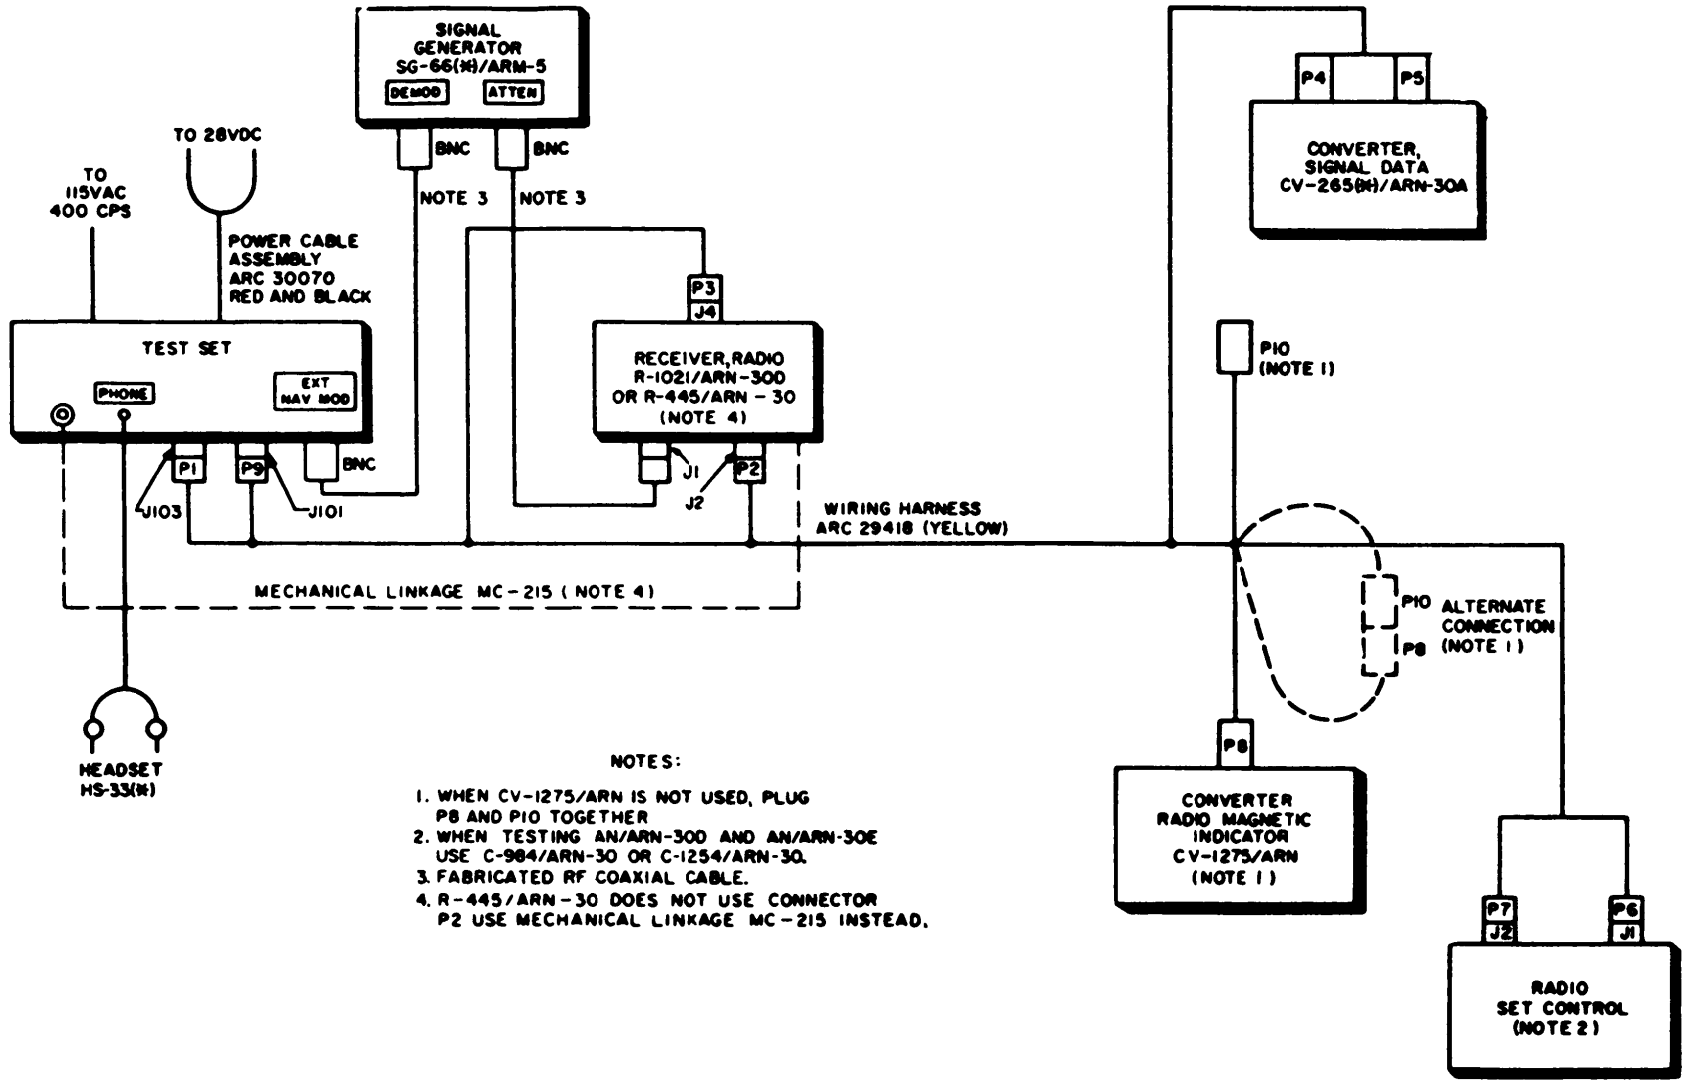 SIGNAL
GENERATOR
SG-66(※)/ARM-5
DEMOD
ATTEN
BNC
BNC
NOTE 3
NOTE 3
TO 28VDC
TO
115VAC
400 CPS
POWER CABLE
ASSEMBLY
ARC 30070
RED AND BLACK
TEST SET
PHONE
EXT
NAV MOD
P1
P9
BNC
J103
J101
P3
J4
RECEIVER, RADIO
R-1021/ARN-30D
OR R-445/ARN-30
(NOTE 4)
J1
J2
P2
WIRING HARNESS
ARC 29418 (YELLOW)
MECHANICAL LINKAGE MC-215 (NOTE 4)
HEADSET
HS-33(※)
P4
P5
CONVERTER,
SIGNAL DATA
CV-265(※)/ARN-30A
P10
(NOTE 1)
P10
P8
ALTERNATE
CONNECTION
(NOTE 1)
P8
CONVERTER
RADIO MAGNETIC
INDICATOR
CV-1275/ARN
(NOTE 1)
P7
J2
P6
J1
RADIO
SET CONTROL
(NOTE 2)
NOTES:
1. WHEN CV-1275/ARN IS NOT USED, PLUG
P8 AND P10 TOGETHER
2. WHEN TESTING AN/ARN-30D AND AN/ARN-30E
USE C-984/ARN-30 OR C-1254/ARN-30.
3. FABRICATED RF COAXIAL CABLE.
4. R-445/ARN-30 DOES NOT USE CONNECTOR
P2 USE MECHANICAL LINKAGE MC-215 INSTEAD.